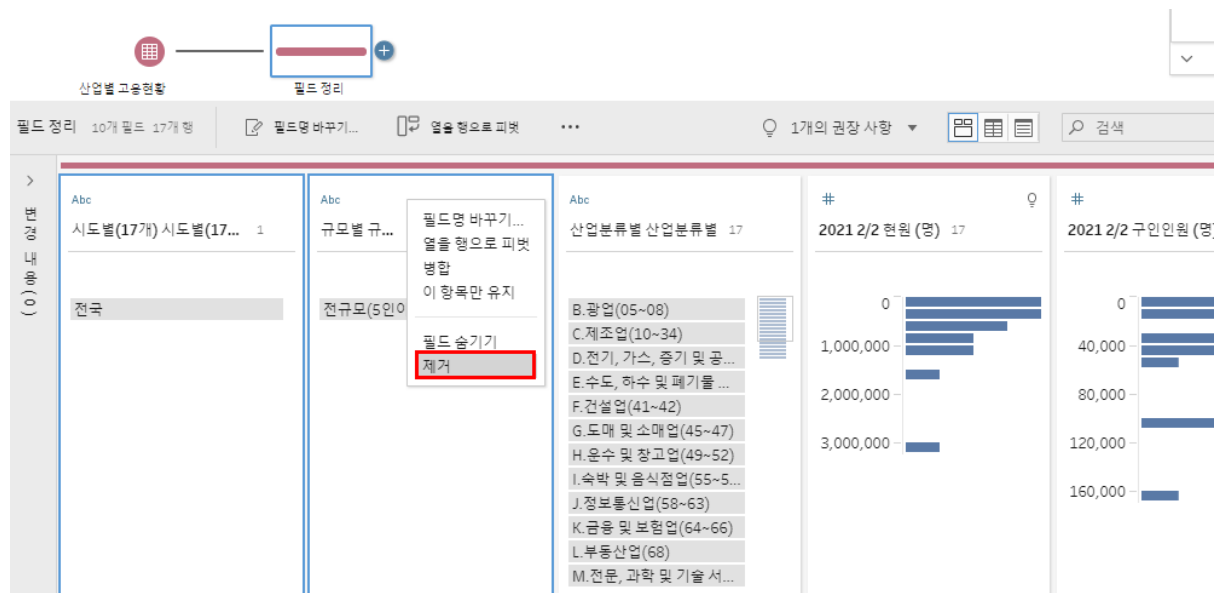 산업별 고용현황
필드 정리
필드 정리 10개 필드 17개 행 필드명 바꾸기... 열을 행으로 피벗 ... 1개의 권장 사항 검색
변경 내용(0)
Abc
시도별(17개) 시도별(17... 1
전국
Abc
규모별 규...
전규모(5인이
필드명 바꾸기...
열을 행으로 피벗
병합
이 항목만 유지
필드 숨기기
제거
Abc
산업분류별 산업분류별 17
B.광업(05~08)
C.제조업(10~34)
D.전기, 가스, 증기 및 공...
E.수도, 하수 및 폐기물 ...
F.건설업(41~42)
G.도매 및 소매업(45~47)
H.운수 및 창고업(49~52)
I.숙박 및 음식점업(55~5...
J.정보통신업(58~63)
K.금융 및 보험업(64~66)
L.부동산업(68)
M.전문, 과학 및 기술 서...
#
2021 2/2 현원 (명) 17
0
1,000,000
2,000,000
3,000,000
#
2021 2/2 구인인원 (명)
0
40,000
80,000
120,000
160,000